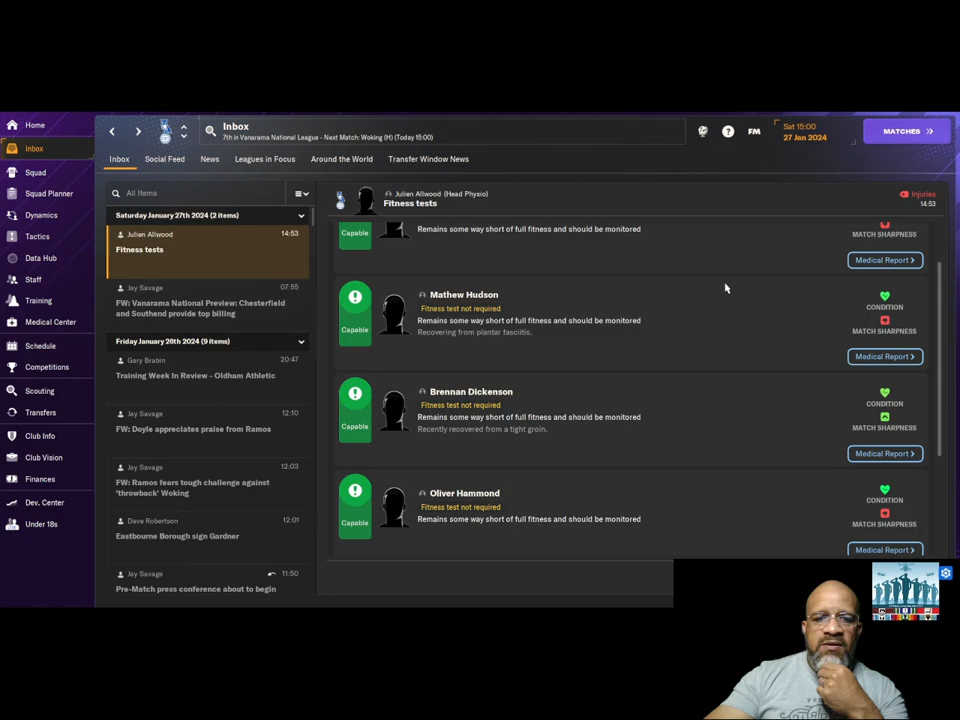 Home
Inbox
Squad
Squad Planner
Dynamics
Tactics
Data Hub
Staff
Training
Medical Center
Schedule
Competitions
Scouting
Transfers
Club Info
Club Vision
Finances
Dev. Center
Under 18s
Inbox
7th in Vanarama National League - Next Match: Woking (H) (Today 15:00)
FM
Sat 15:00
27 Jan 2024
MATCHES
Inbox Social Feed News Leagues in Focus Around the World Transfer Window News
All Items
Saturday January 27th 2024 (2 items)
Julien Allwood 14:53
Fitness tests
Jay Savage 07:55
FW: Vanarama National Preview: Chesterfield
and Southend provide top billing
Friday January 26th 2024 (9 items)
Gary Brabin 20:47
Training Week In Review - Oldham Athletic
Jay Savage 12:10
FW: Doyle appreciates praise from Ramos
Jay Savage 12:03
FW: Ramos fears tough challenge against
'throwback' Woking
Dave Robertson 12:01
Eastbourne Borough sign Gardner
Jay Savage 11:50
Pre-Match press conference about to begin
Julien Allwood (Head Physio)
Fitness tests
Injuries
14:53
Capable
Remains some way short of full fitness and should be monitored
MATCH SHARPNESS
Medical Report
Capable
Mathew Hudson
Fitness test not required
Remains some way short of full fitness and should be monitored
Recovering from plantar fasciitis.
CONDITION
MATCH SHARPNESS
Medical Report
Capable
Brennan Dickenson
Fitness test not required
Remains some way short of full fitness and should be monitored
Recently recovered from a tight groin.
CONDITION
MATCH SHARPNESS
Medical Report
Capable
Oliver Hammond
Fitness test not required
Remains some way short of full fitness and should be monitored
CONDITION
MATCH SHARPNESS
Medical Report